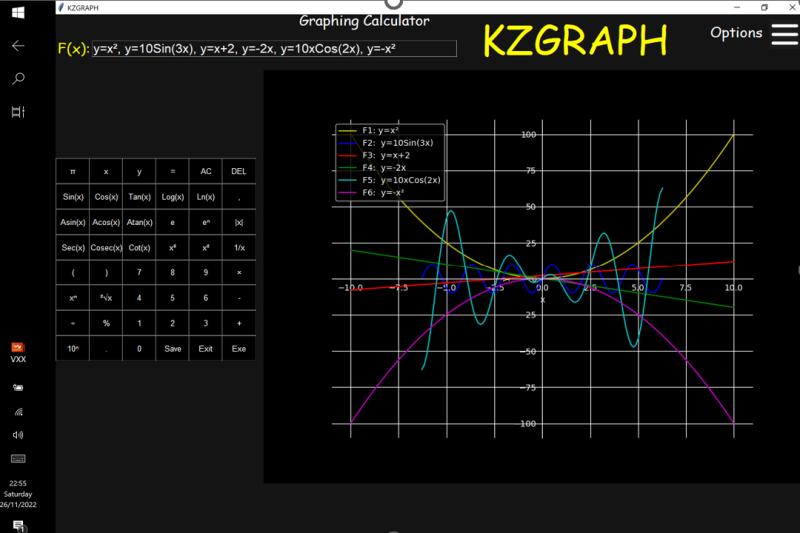 KZGRAPH
Graphing Calculator
KZGRAPH
Options
F(x): y=x², y=10Sin(3x), y=x+2, y=-2x, y=10xCos(2x), y=-x²
π x y = AC DEL
Sin(x) Cos(x) Tan(x) Log(x) Ln(x) ,
Asin(x) Acos(x) Atan(x) e eⁿ |x|
Sec(x) Cosec(x) Cot(x) 1/x
( ) 7 8 9 ×
xⁿ ⁿ√x 4 5 6 -
÷ % 1 2 3 +
10ⁿ . 0 Save Exit Exe
F1: y=x²
F2: y=10Sin(3x)
F3: y=x+2
F4: y=-2x
F5: y=10xCos(2x)
F6: y=-x²
100
75
50
25
−10.0 −7.5 −5.0 −2.5 0.0 2.5 5.0 7.5 10.0
x
−25
−50
−75
−100
VXX
22:55
Saturday
26/11/2022